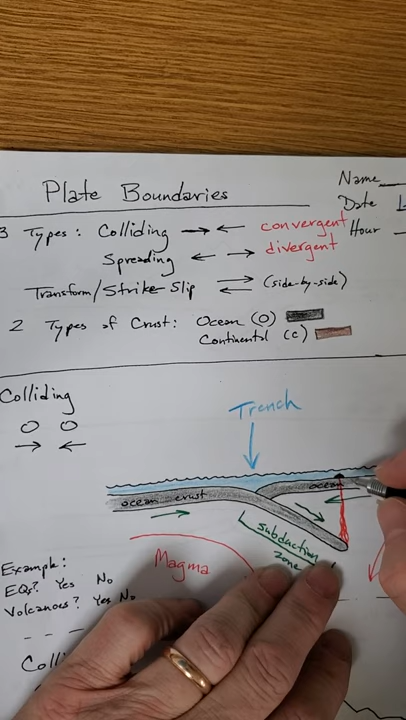 Plate Boundaries
Name
Date
Hour
3 Types: Colliding → ← convergent
Spreading ← → divergent
Transform/Strike-Slip (side-by-side)
2 Types of Crust: Ocean (O)
Continental (C)
Colliding
O O
→ ←
Trench
ocean crust
ocean
subduction
zone
Magma
Example:
EQs? Yes No
Volcanoes? Yes No
Colli